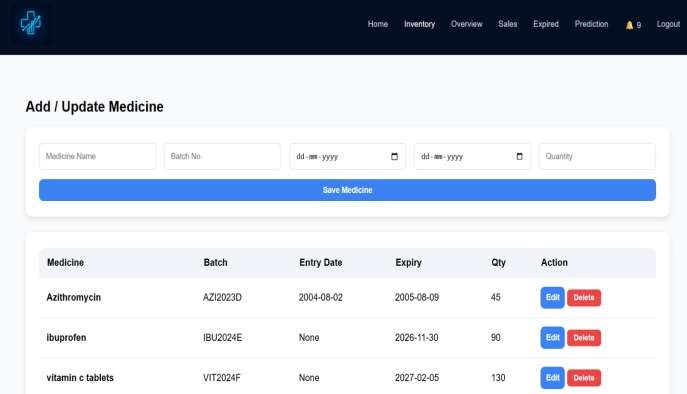 Home Inventory Overview Sales Expired Prediction 9 Logout
Add / Update Medicine
Medicine Name Batch No dd-mm-yyyy dd-mm-yyyy Quantity
Save Medicine
Medicine Batch Entry Date Expiry Qty Action
Azithromycin AZI2023D 2004-08-02 2005-08-09 45 Edit Delete
ibuprofen IBU2024E None 2026-11-30 90 Edit Delete
vitamin c tablets VIT2024F None 2027-02-05 130 Edit Delete